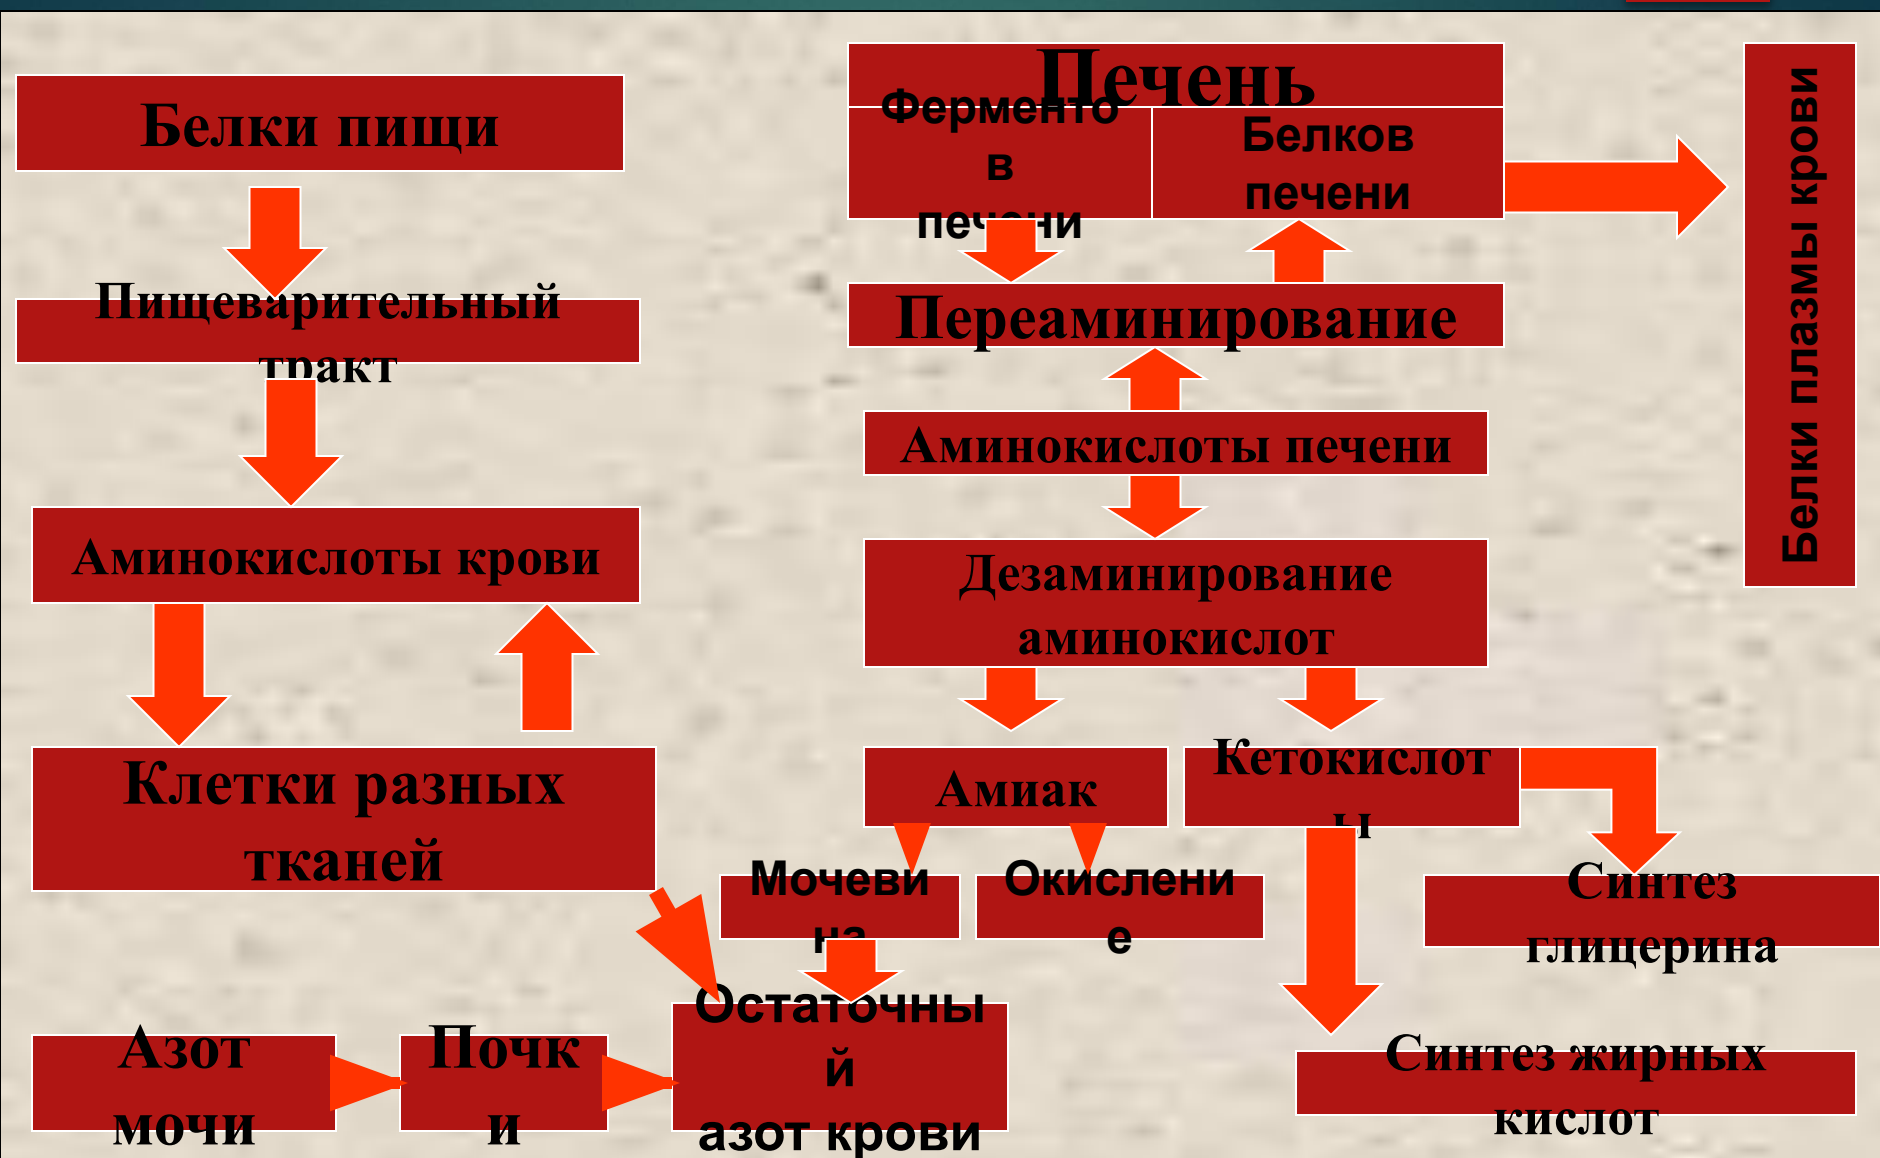 Белки пищи
Пищеварительный
тракт
Аминокислоты крови
Клетки разных
тканей
Азот
мочи
Почк
и
Остаточны
й
азот крови
Печень
Ферменто
в
печени
Белков
печени
Переаминирование
Аминокислоты печени
Дезаминирование
аминокислот
Амиак
Кетокислот
ы
Мочеви
на
Окислени
е
Синтез
глицерина
Синтез жирных
кислот
Белки плазмы крови